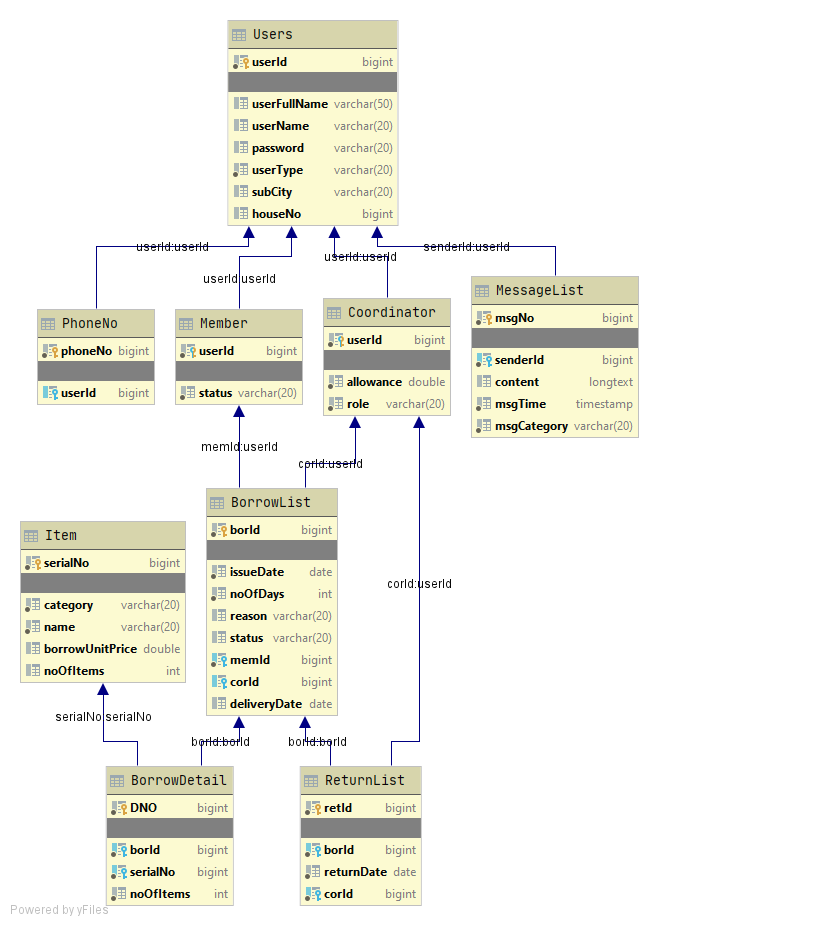 Users
userId bigint
userFullName varchar(50)
userName varchar(20)
password varchar(20)
userType varchar(20)
subCity varchar(20)
houseNo bigint
userId:userId
userId:userId
userId:userId
senderId:userId
PhoneNo
phoneNo bigint
userId bigint
Member
userId bigint
status varchar(20)
Coordinator
userId bigint
allowance double
role varchar(20)
MessageList
msgNo bigint
senderId bigint
content longtext
msgTime timestamp
msgCategory varchar(20)
memId:userId
corId:userId
corId:userId
Item
serialNo bigint
category varchar(20)
name varchar(20)
borrowUnitPrice double
noOfItems int
BorrowList
borId bigint
issueDate date
noOfDays int
reason varchar(20)
status varchar(20)
memId bigint
corId bigint
deliveryDate date
serialNo:serialNo
borId:borId
borId:borId
BorrowDetail
DNO bigint
borId bigint
serialNo bigint
noOfItems int
ReturnList
retId bigint
borId bigint
returnDate date
corId bigint
Powered by yFiles